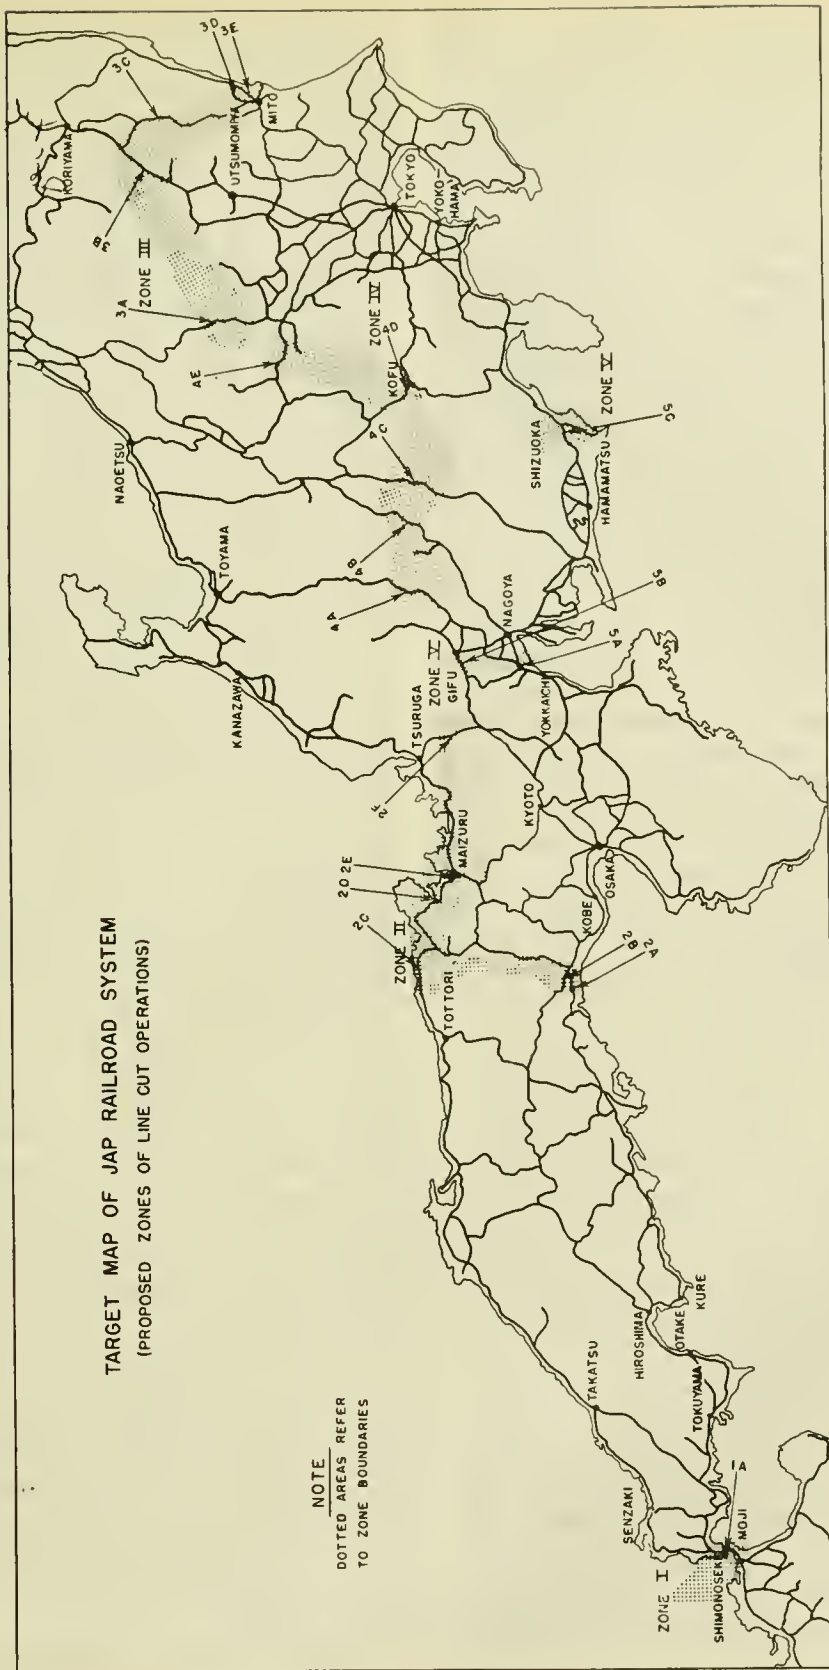 TARGET MAP OF JAP RAILROAD SYSTEM
(PROPOSED ZONES OF LINE CUT OPERATIONS)
NOTE
DOTTED AREAS REFER
TO ZONE BOUNDARIES
ZONE I
SHIMONOSEKI
MOJI
1A
SENZAKI
TAKATSU
TOKUYAMA
OTAKE
HIROSHIMA
KURE
TOTTORI
ZONE II
2C
2D 2E
MAIZURU
2F
2B
2A
KOBE
OSAKA
KYOTO
TSURUGA
ZONE V
GIFU
YOKKAICHI
NAGOYA
5A
5B
KANAZAWA
TOYAMA
NAOETSU
4A
4B
4C
4D
KOFU
ZONE IV
AE
SHIZUOKA
HAMAMATSU
ZONE V
5G
3A
ZONE III
3B
3C
3D
3E
KORIYAMA
UTSUMOMIYA
MITO
TOKYO
YOKO-
HAMA